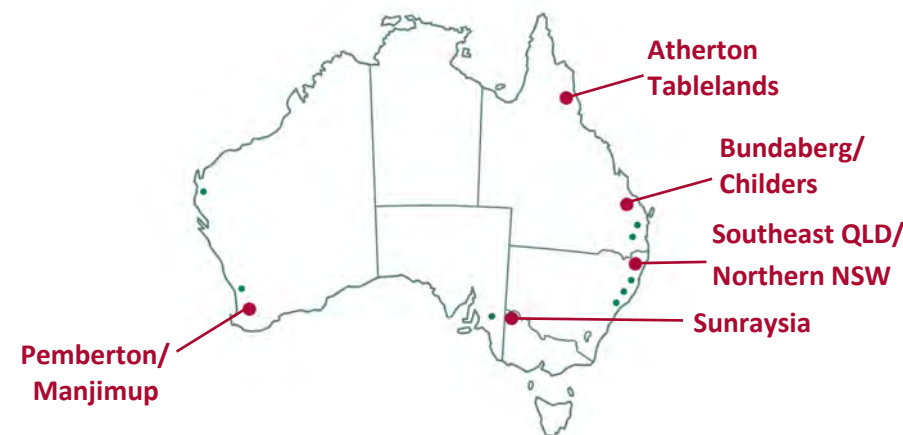 Atherton
Tablelands
Bundaberg/
Childers
Southeast QLD/
Northern NSW
Sunraysia
Pemberton/
Manjimup